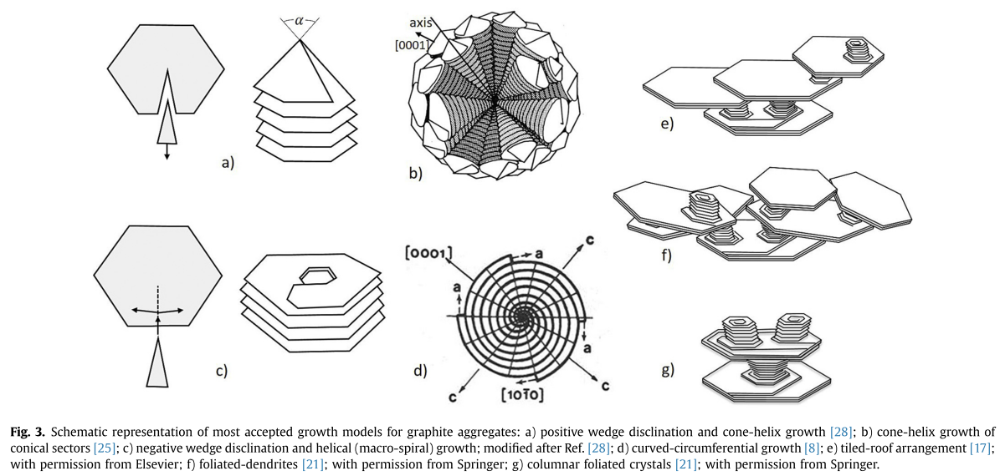 α
a)
axis
[0001]
b)
e)
c)
[0001]
a
c
a
a
c
c
[101̄0]
d)
f)
g)
Fig. 3. Schematic representation of most accepted growth models for graphite aggregates: a) positive wedge disclination and cone-helix growth [28]; b) cone-helix growth of
conical sectors [25]; c) negative wedge disclination and helical (macro-spiral) growth; modified after Ref. [28]; d) curved-circumferential growth [8]; e) tiled-roof arrangement [17];
with permission from Elsevier; f) foliated-dendrites [21]; with permission from Springer; g) columnar foliated crystals [21]; with permission from Springer.